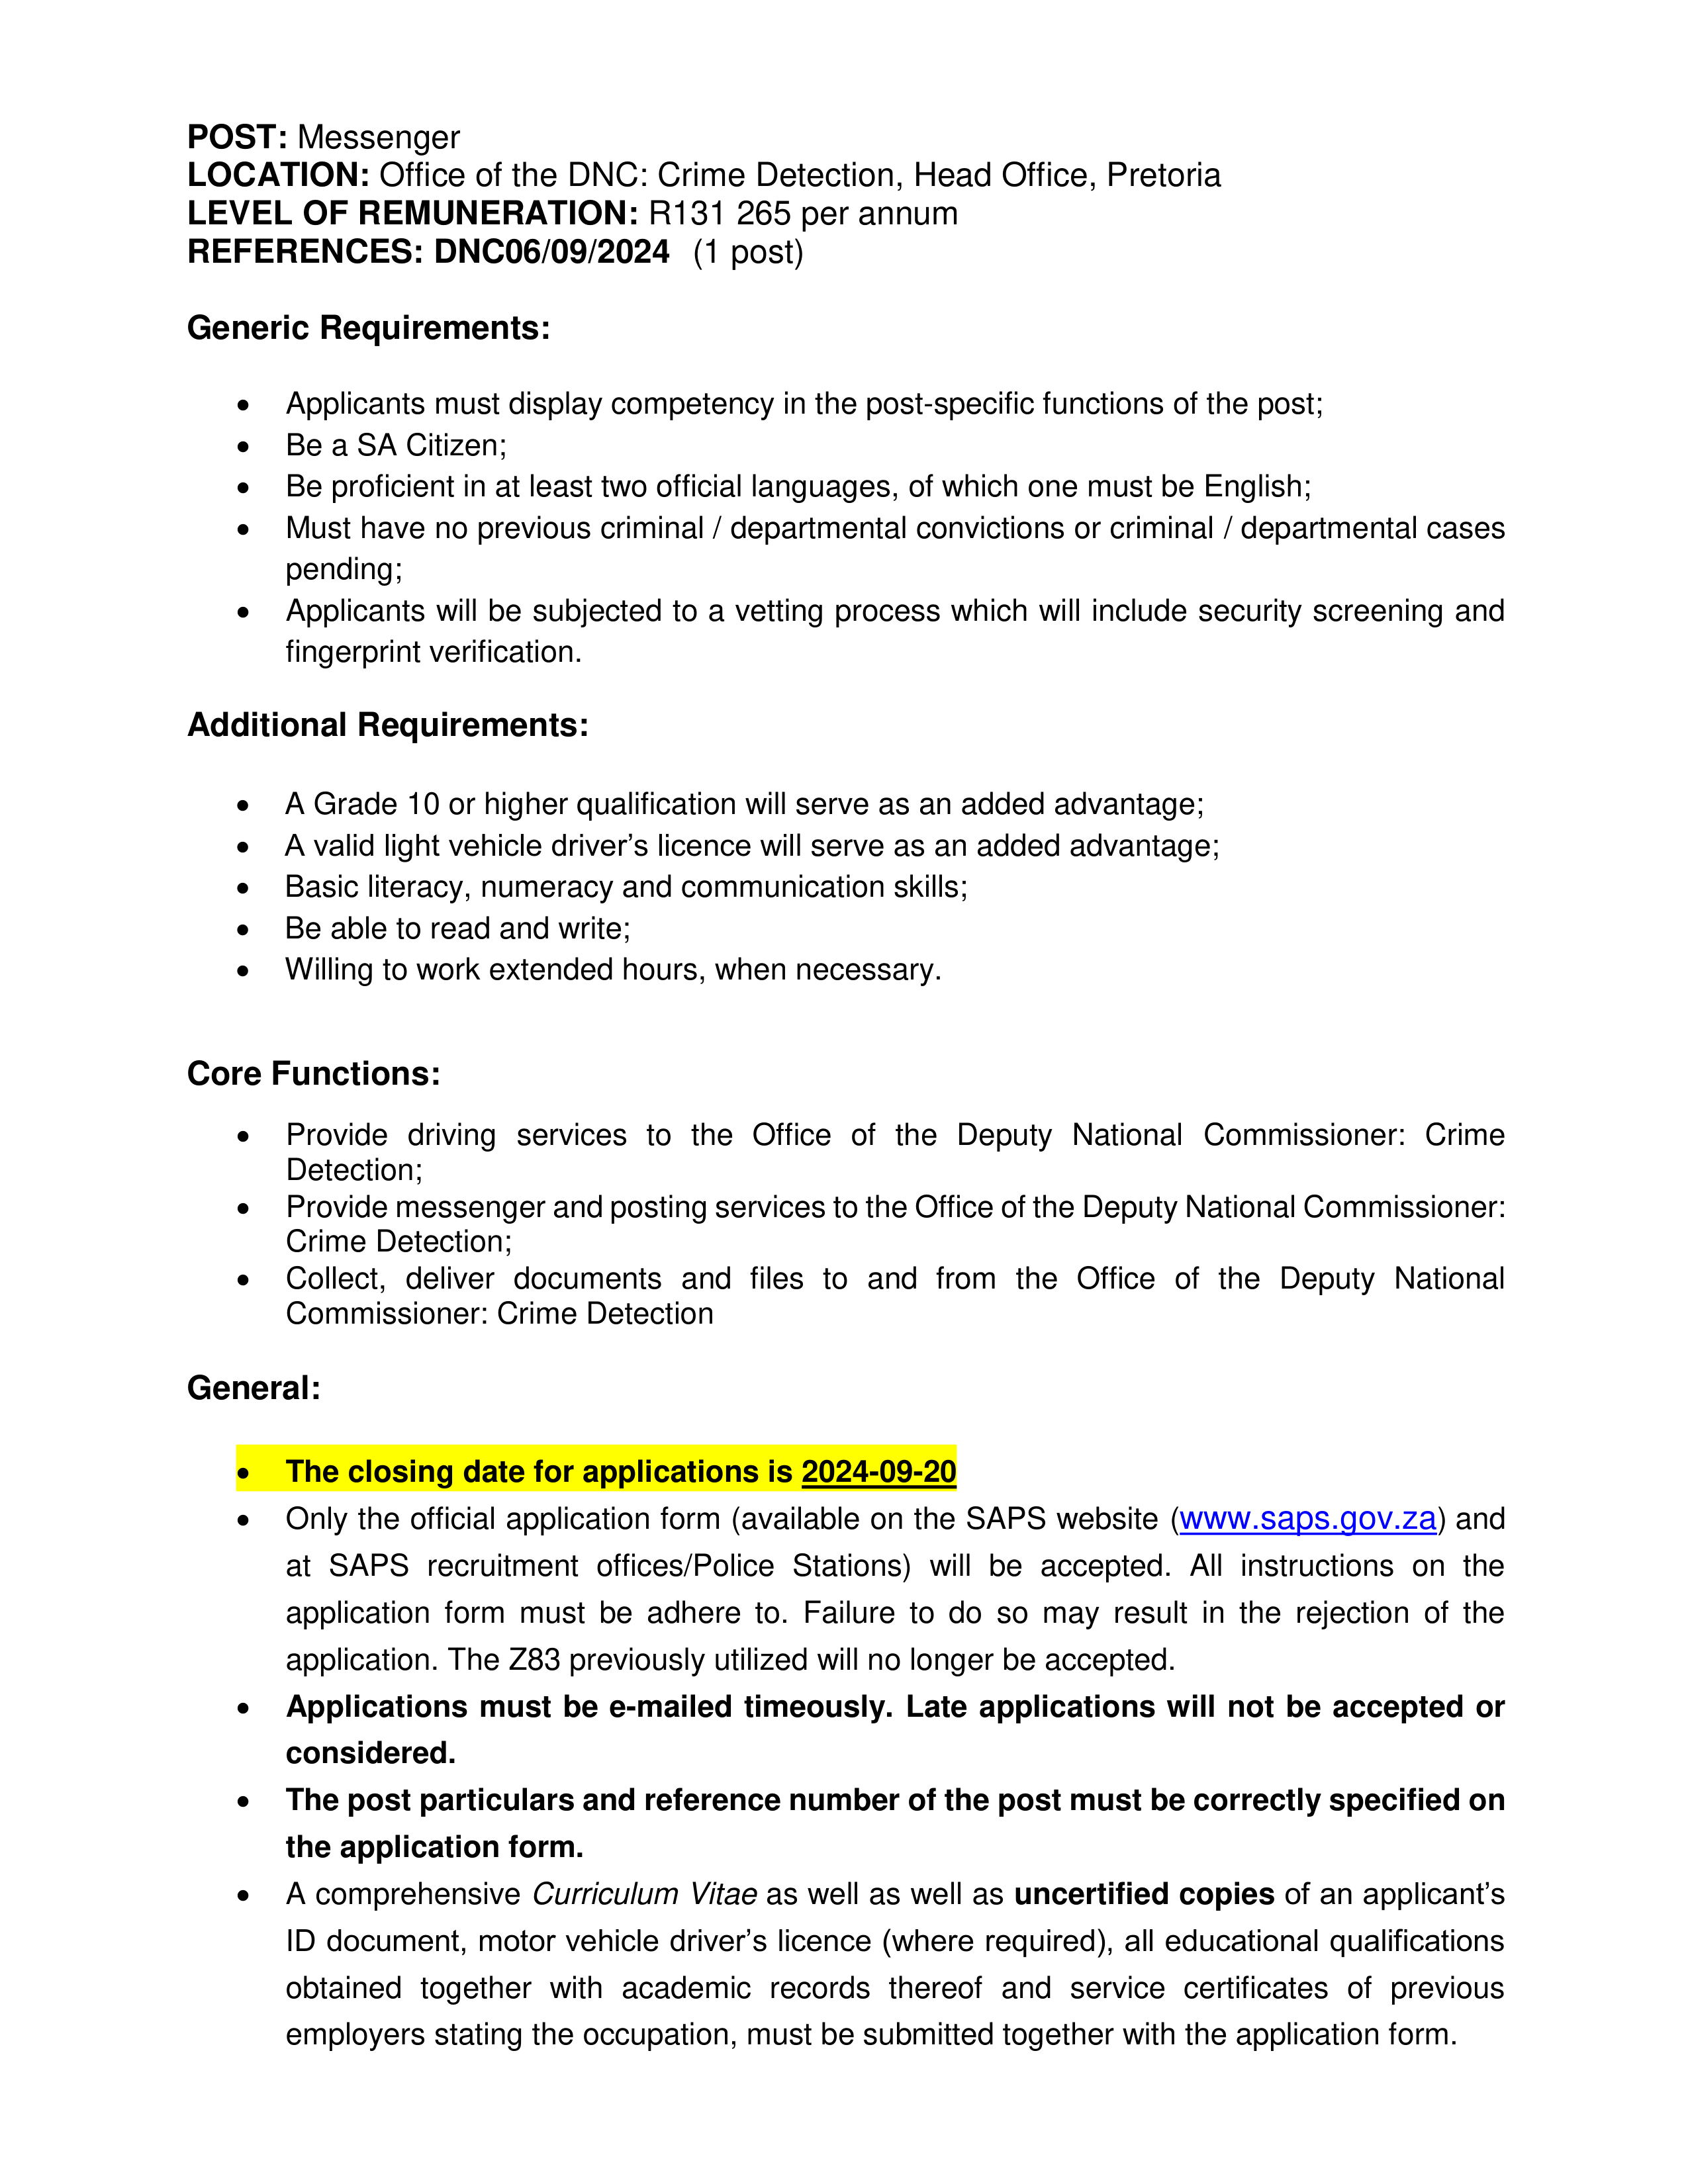 POST: Messenger
LOCATION: Office of the DNC: Crime Detection, Head Office, Pretoria
LEVEL OF REMUNERATION: R131 265 per annum
REFERENCES: DNC06/09/2024 (1 post)
Generic Requirements:
• Applicants must display competency in the post-specific functions of the post;
• Be a SA Citizen;
• Be proficient in at least two official languages, of which one must be English;
• Must have no previous criminal / departmental convictions or criminal / departmental cases
pending;
• Applicants will be subjected to a vetting process which will include security screening and
fingerprint verification.
Additional Requirements:
• A Grade 10 or higher qualification will serve as an added advantage;
• A valid light vehicle driver’s licence will serve as an added advantage;
• Basic literacy, numeracy and communication skills;
• Be able to read and write;
• Willing to work extended hours, when necessary.
Core Functions:
• Provide driving services to the Office of the Deputy National Commissioner: Crime
Detection;
• Provide messenger and posting services to the Office of the Deputy National Commissioner:
Crime Detection;
• Collect, deliver documents and files to and from the Office of the Deputy National
Commissioner: Crime Detection
General:
• The closing date for applications is 2024-09-20
• Only the official application form (available on the SAPS website (www.saps.gov.za) and
at SAPS recruitment offices/Police Stations) will be accepted. All instructions on the
application form must be adhere to. Failure to do so may result in the rejection of the
application. The Z83 previously utilized will no longer be accepted.
• Applications must be e-mailed timeously. Late applications will not be accepted or
considered.
• The post particulars and reference number of the post must be correctly specified on
the application form.
• A comprehensive Curriculum Vitae as well as well as uncertified copies of an applicant’s
ID document, motor vehicle driver’s licence (where required), all educational qualifications
obtained together with academic records thereof and service certificates of previous
employers stating the occupation, must be submitted together with the application form.